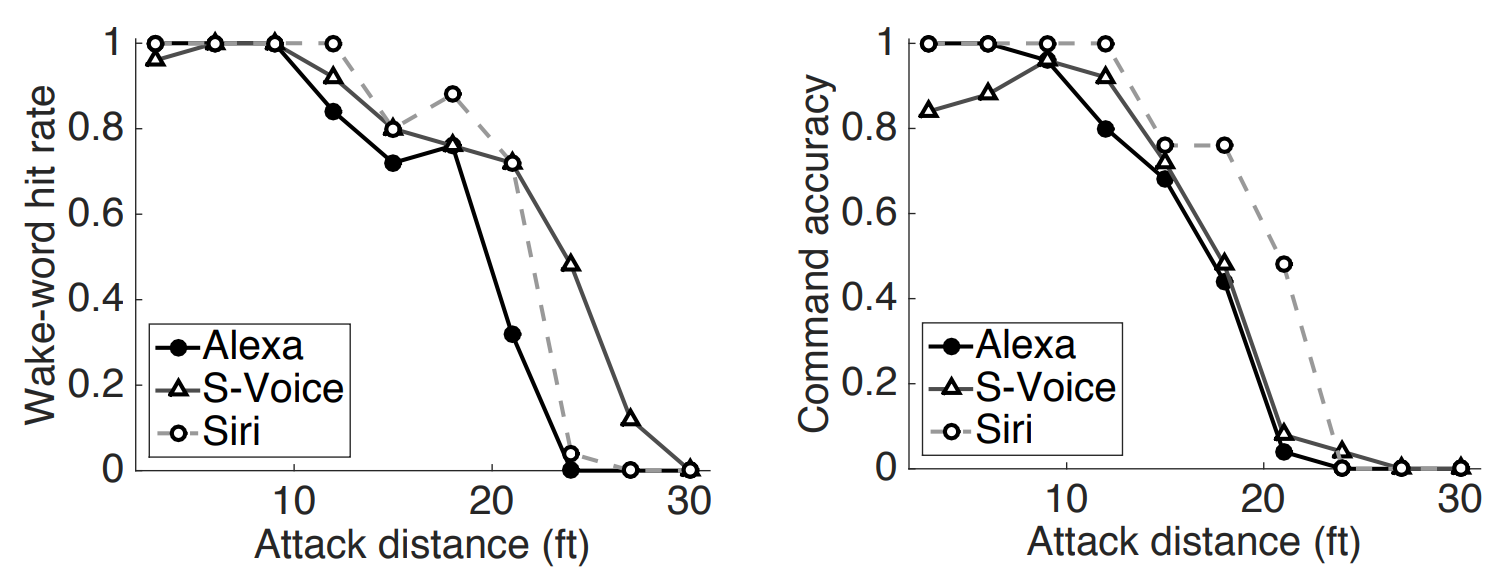 Wake-word hit rate
1
0.8
0.6
0.4
0.2
0
Alexa
S-Voice
Siri
10 20 30
Attack distance (ft)
Command accuracy
1
0.8
0.6
0.4
0.2
0
Alexa
S-Voice
Siri
10 20 30
Attack distance (ft)